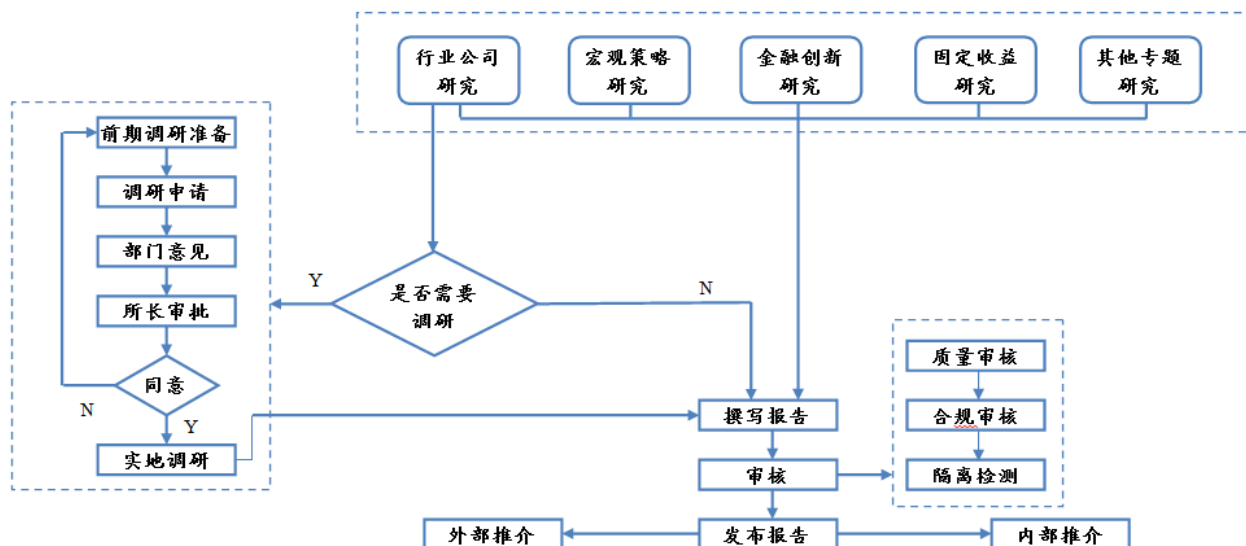 行业公司
研究
宏观策略
研究
金融创新
研究
固定收益
研究
其他专题
研究
前期调研准备
调研申请
部门意见
所长审批
同意
N
Y
实地调研
Y
是否需要
调研
N
质量审核
合规审核
隔离检测
撰写报告
审核
外部推介
发布报告
内部推介